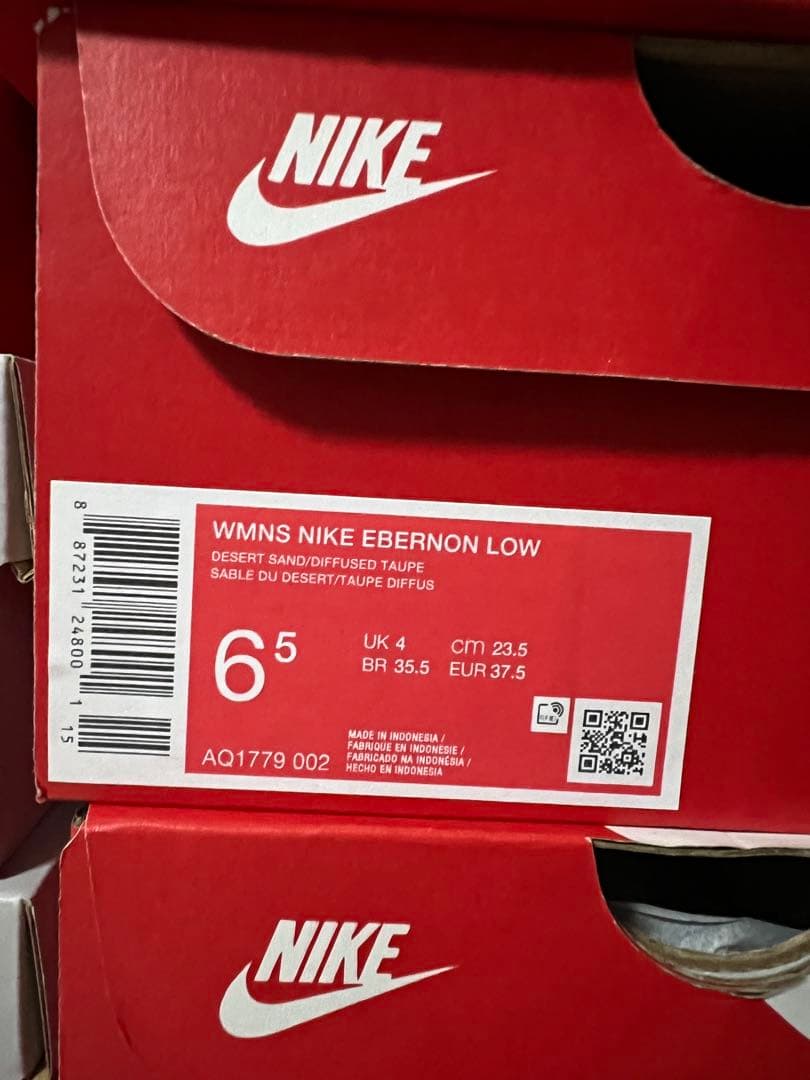 NIKE
WMNS NIKE EBERNON LOW
DESERT SAND/DIFFUSED TAUPE
SABLE DU DESERT/TAUPE DIFFUS
6⁵
UK 4 cm 23.5
BR 35.5 EUR 37.5
MADE IN INDONESIA /
FABRIQUE EN INDONESIE /
FABRICADO NA INDONÉSIA /
HECHO EN INDONESIA
AQ1779 002
8 87231 24800 1 15
NIKE